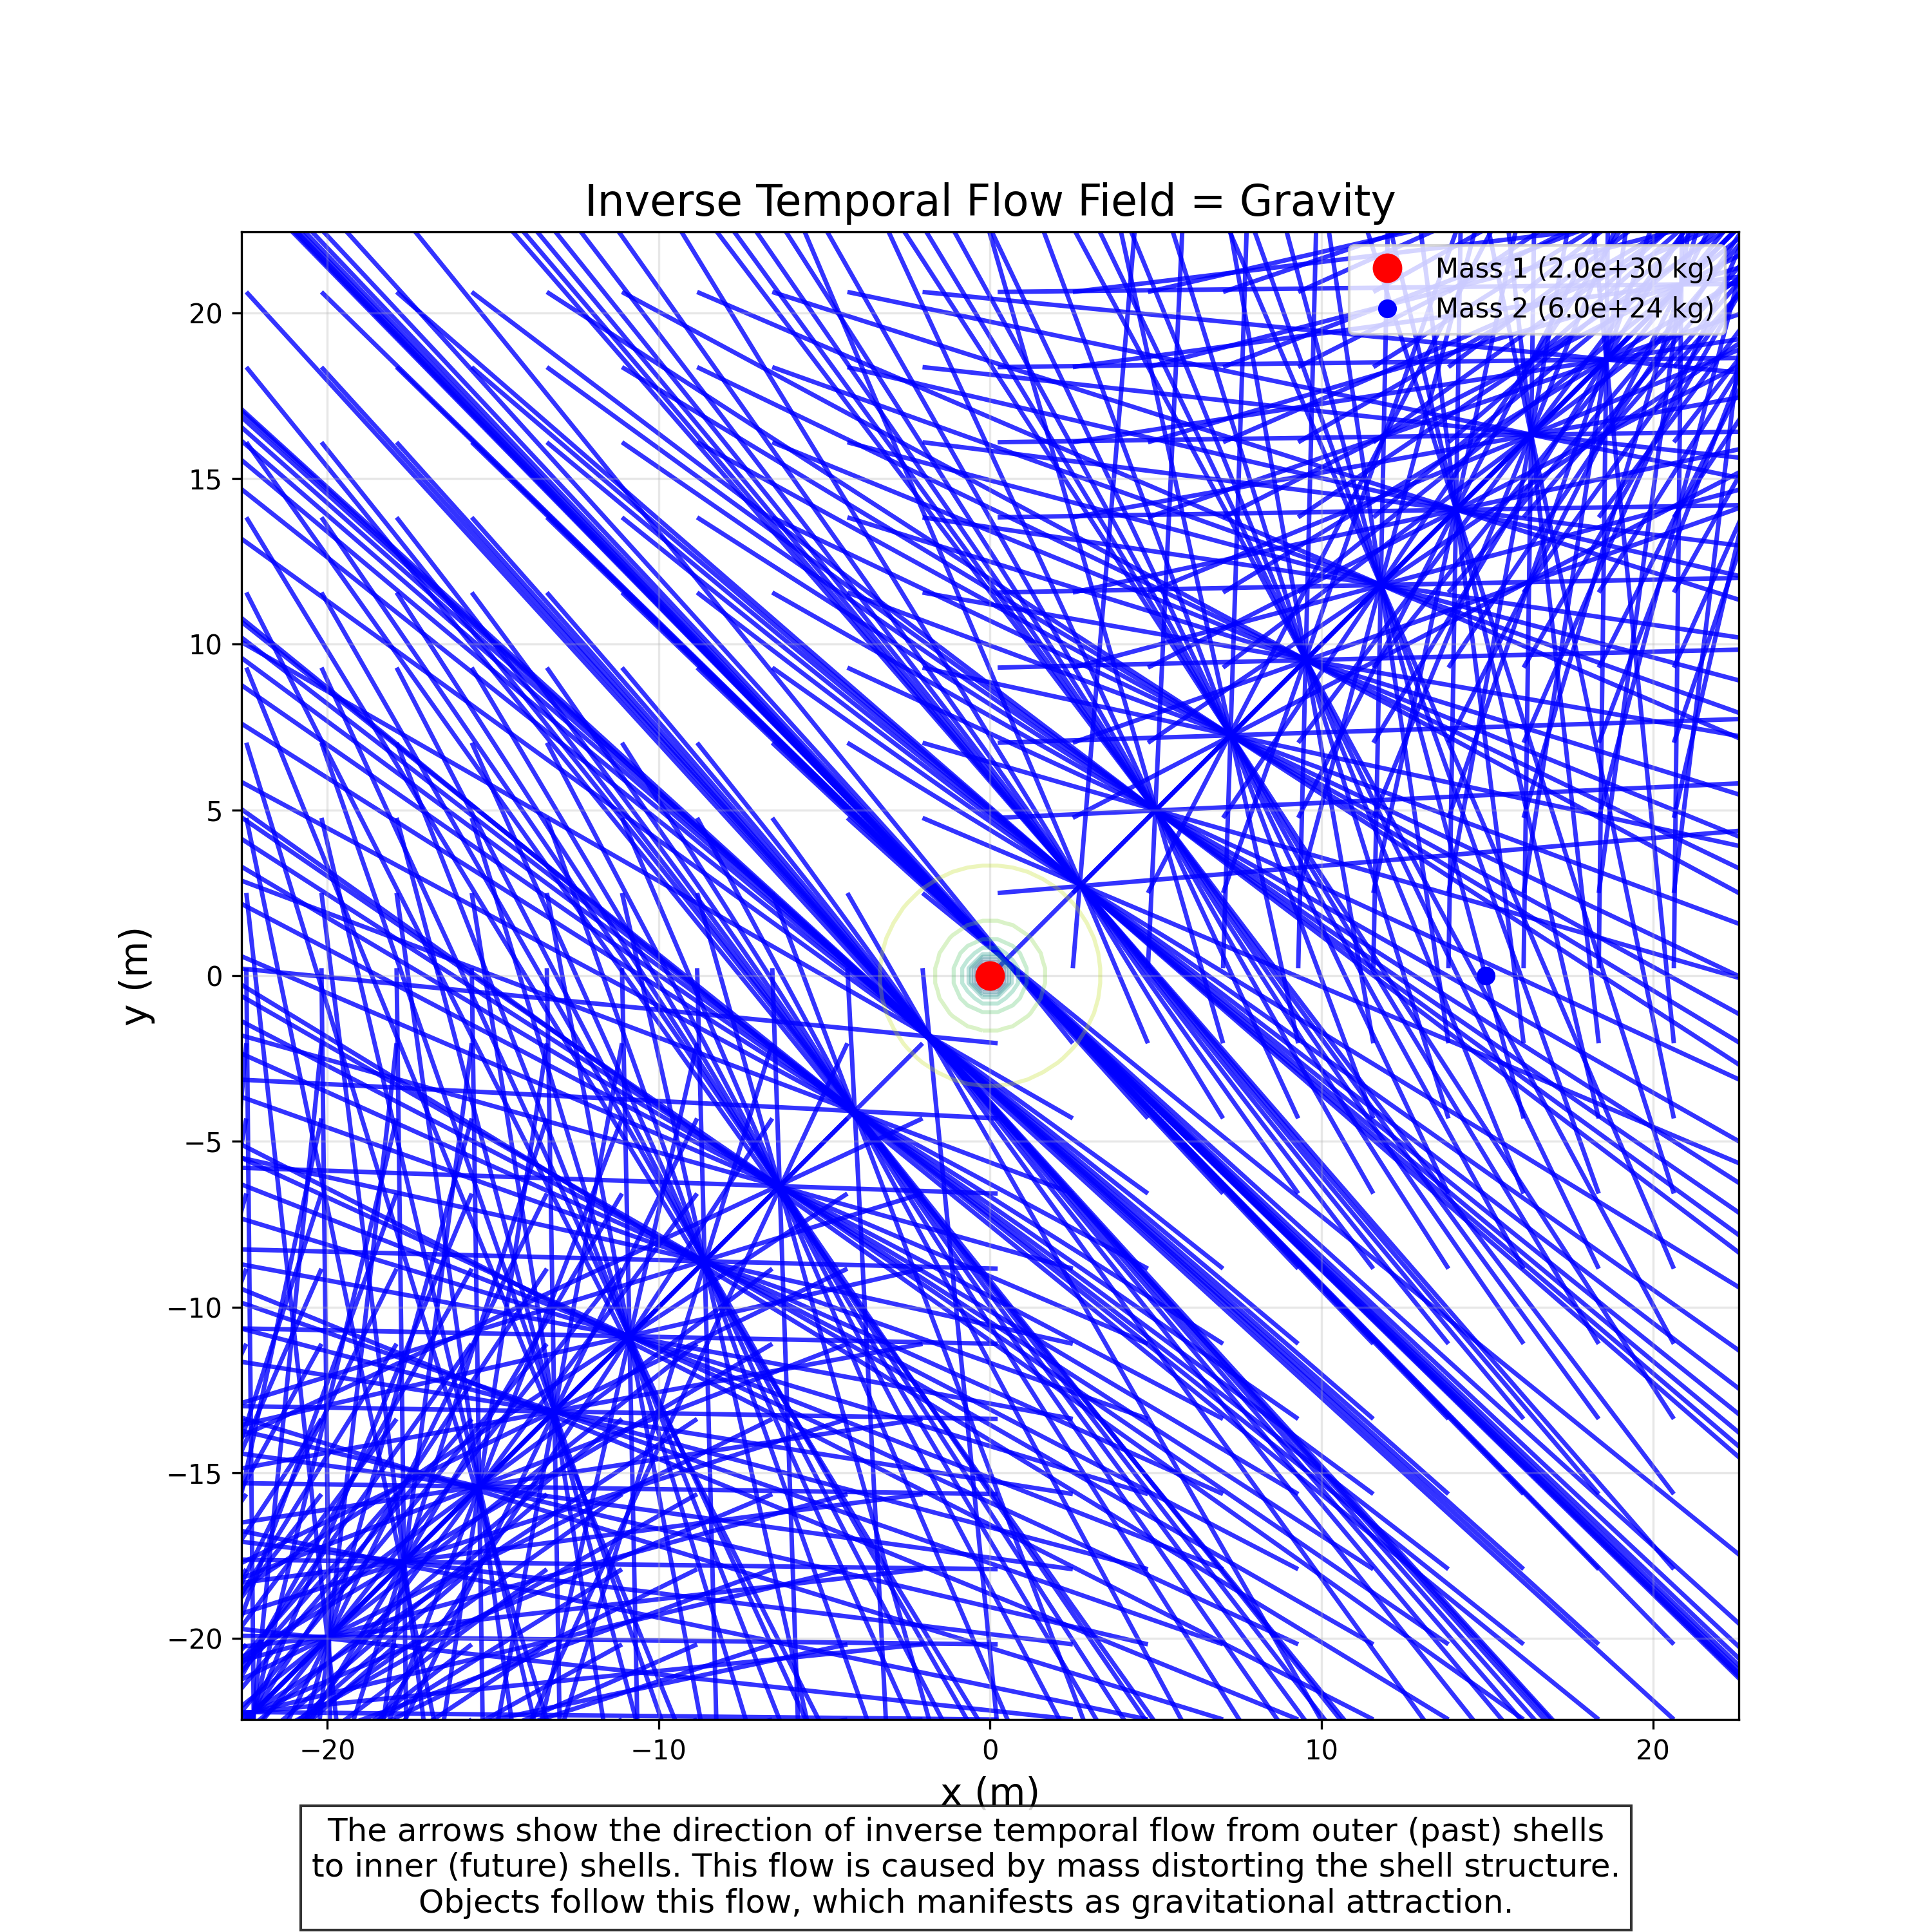 Inverse Temporal Flow Field = Gravity
Mass 1 (2.0e+30 kg)
Mass 2 (6.0e+24 kg)
y (m)
20
15
10
5
0
−5
−10
−15
−20
−20
−10
0
10
20
x (m)
The arrows show the direction of inverse temporal flow from outer (past) shells
to inner (future) shells. This flow is caused by mass distorting the shell structure.
Objects follow this flow, which manifests as gravitational attraction.